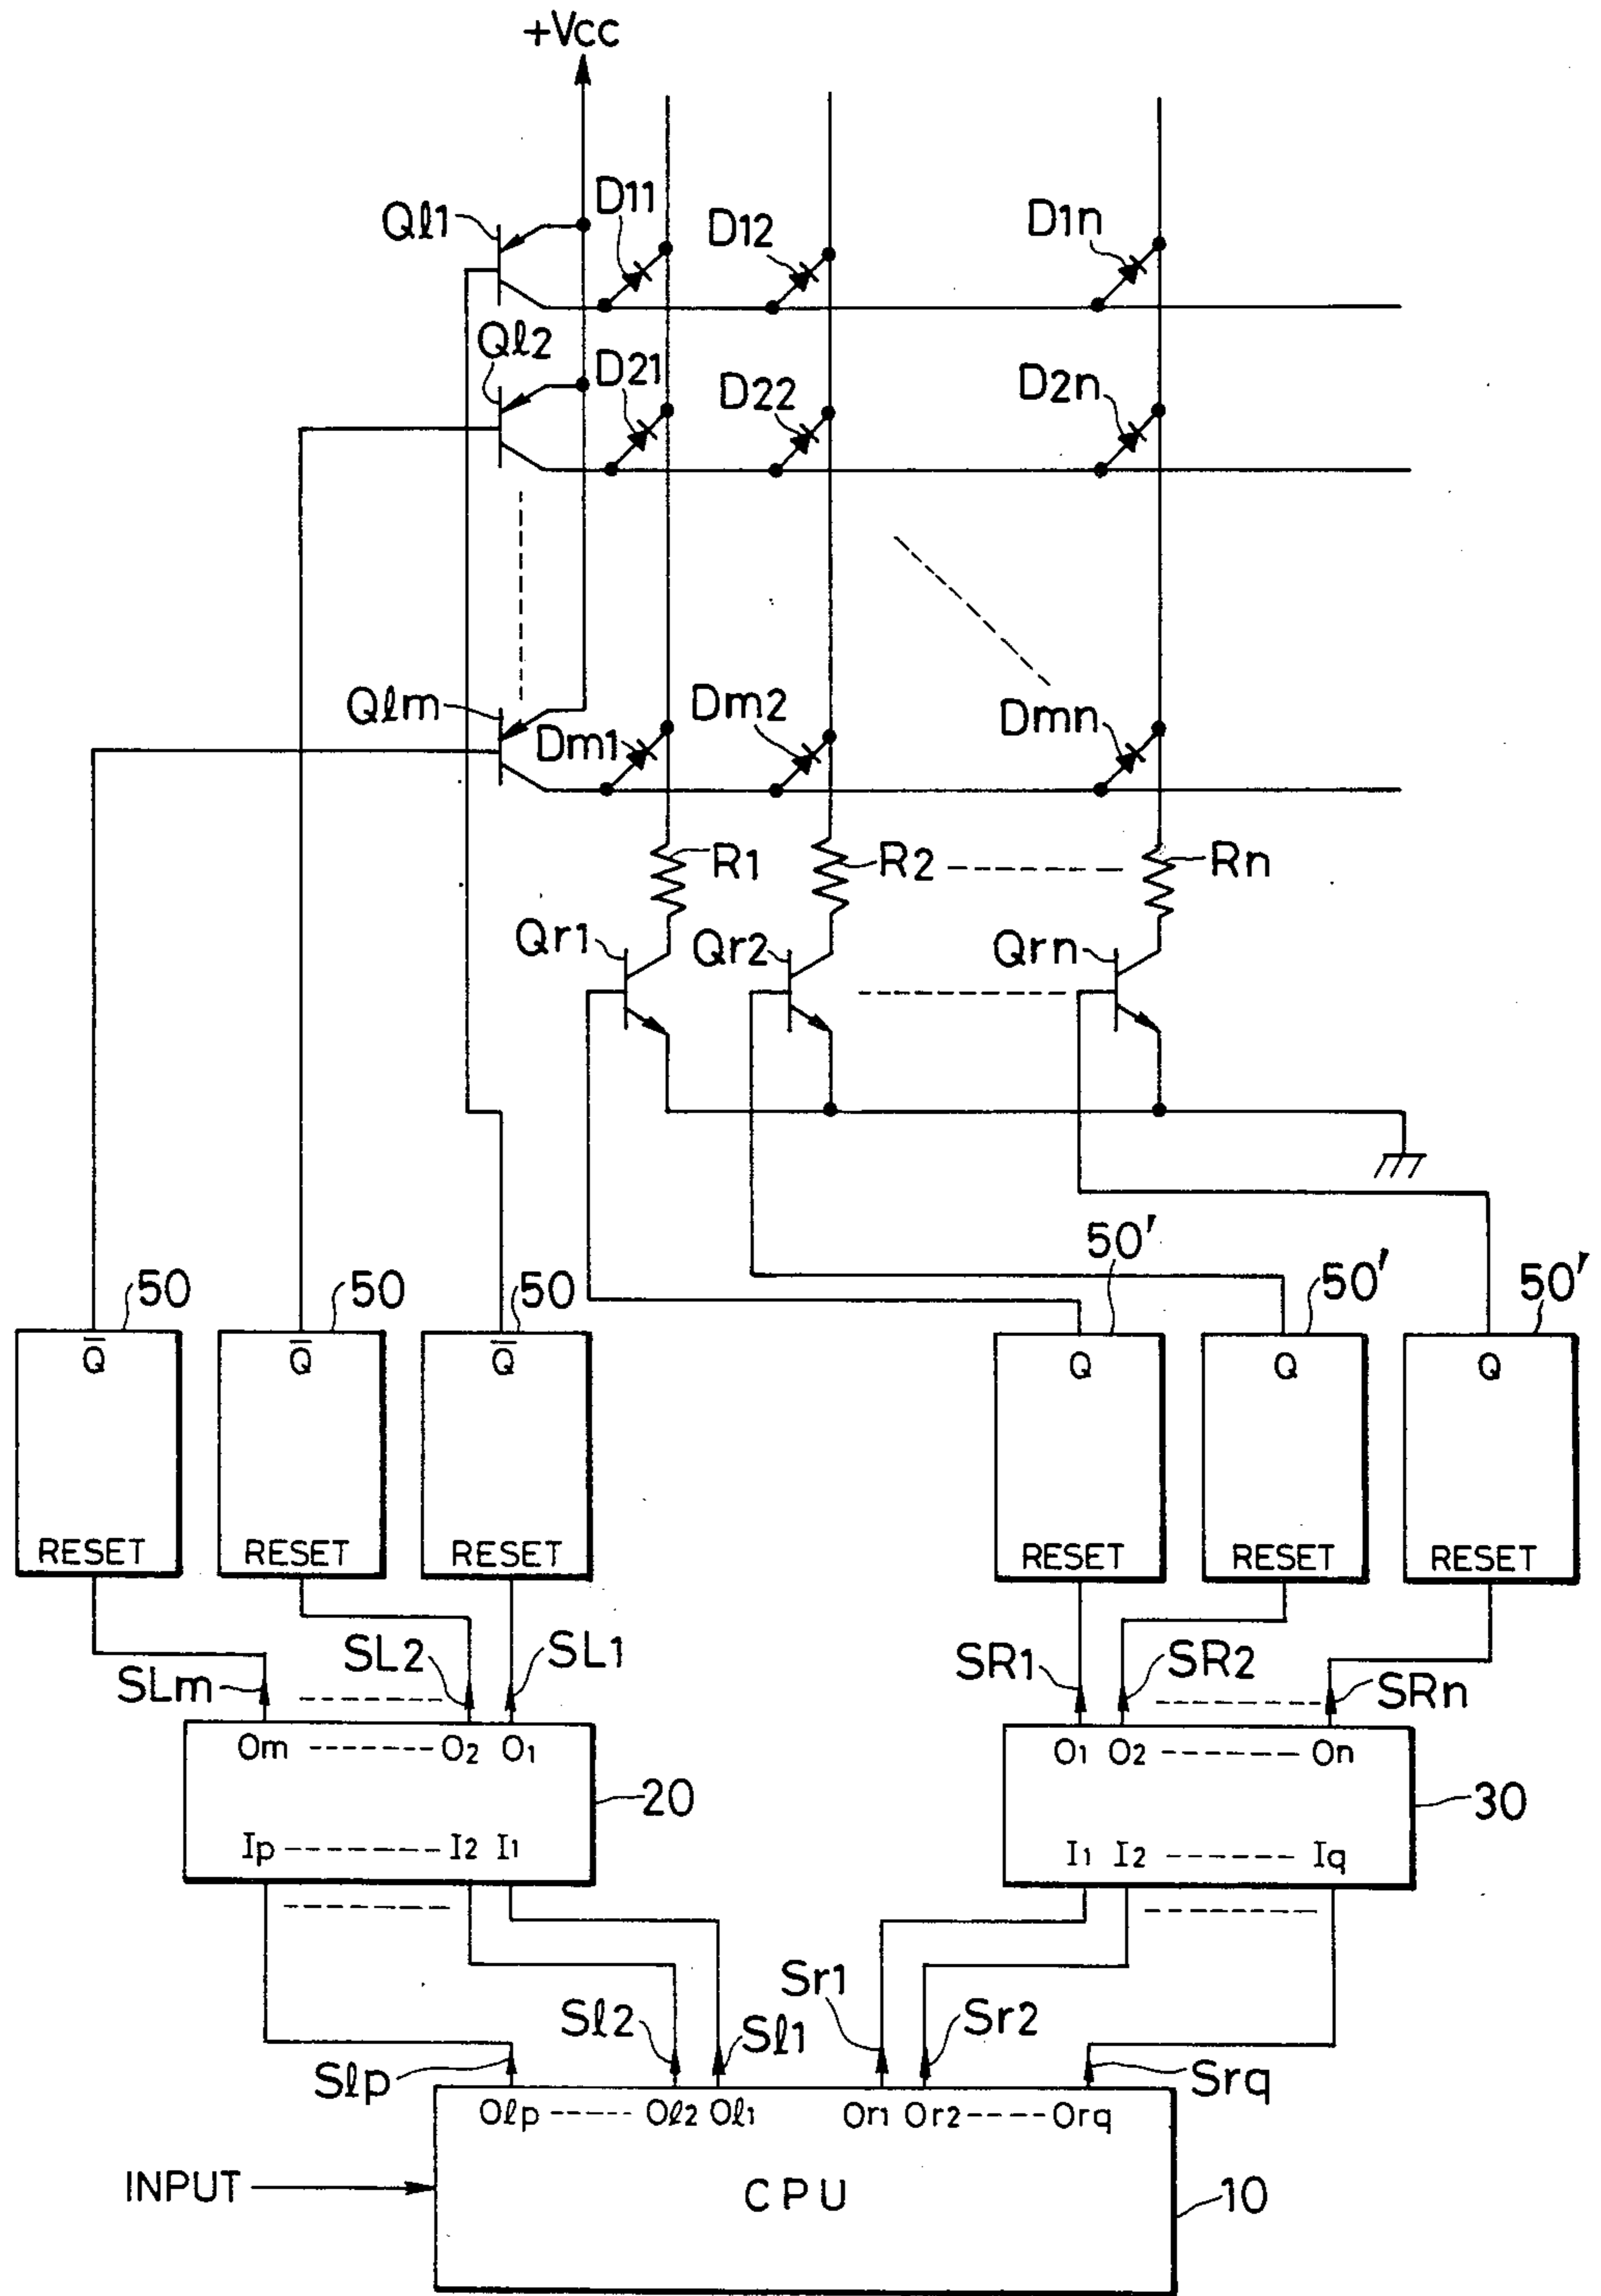 +Vcc
Qℓ1
D11
D12
D1n
Qℓ2
D21
D22
D2n
Qℓm
Dm1
Dm2
Dmn
R1
R2
Rn
Qr1
Qr2
Qrn
50
50
50
50'
50'
50'
Q̅
Q̅
Q̅
Q
Q
Q
RESET
RESET
RESET
RESET
RESET
RESET
SLm
SL2
SL1
SR1
SR2
SRn
Om ------- O2 O1
O1 O2 ------- On
20
30
Ip -------- I2 I1
I1 I2 ------ Iq
Sℓp
Sℓ2
Sℓ1
Sr1
Sr2
Srq
Oℓp ----- Oℓ2 Oℓ1
Or1 Or2 ----- Orq
INPUT
CPU
10